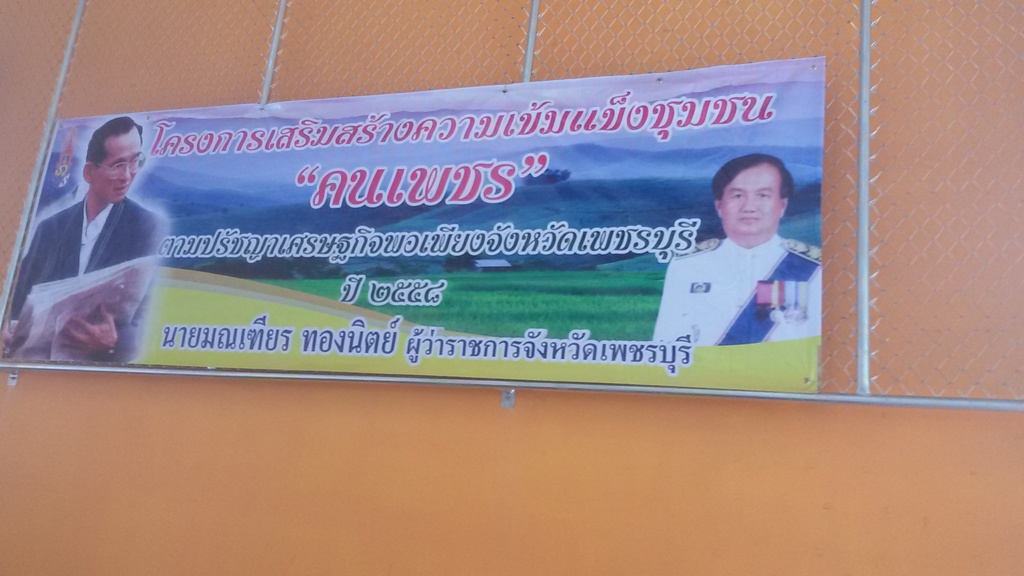 โครงการเสริมสร้างความเข้มแข็งชุมชน
“คนเพชร”
ตามปรัชญาเศรษฐกิจพอเพียงจังหวัดเพชรบุรี
ปี ๒๕๕๘
นายมณเฑียร ทองนิตย์ ผู้ว่าราชการจังหวัดเพชรบุรี